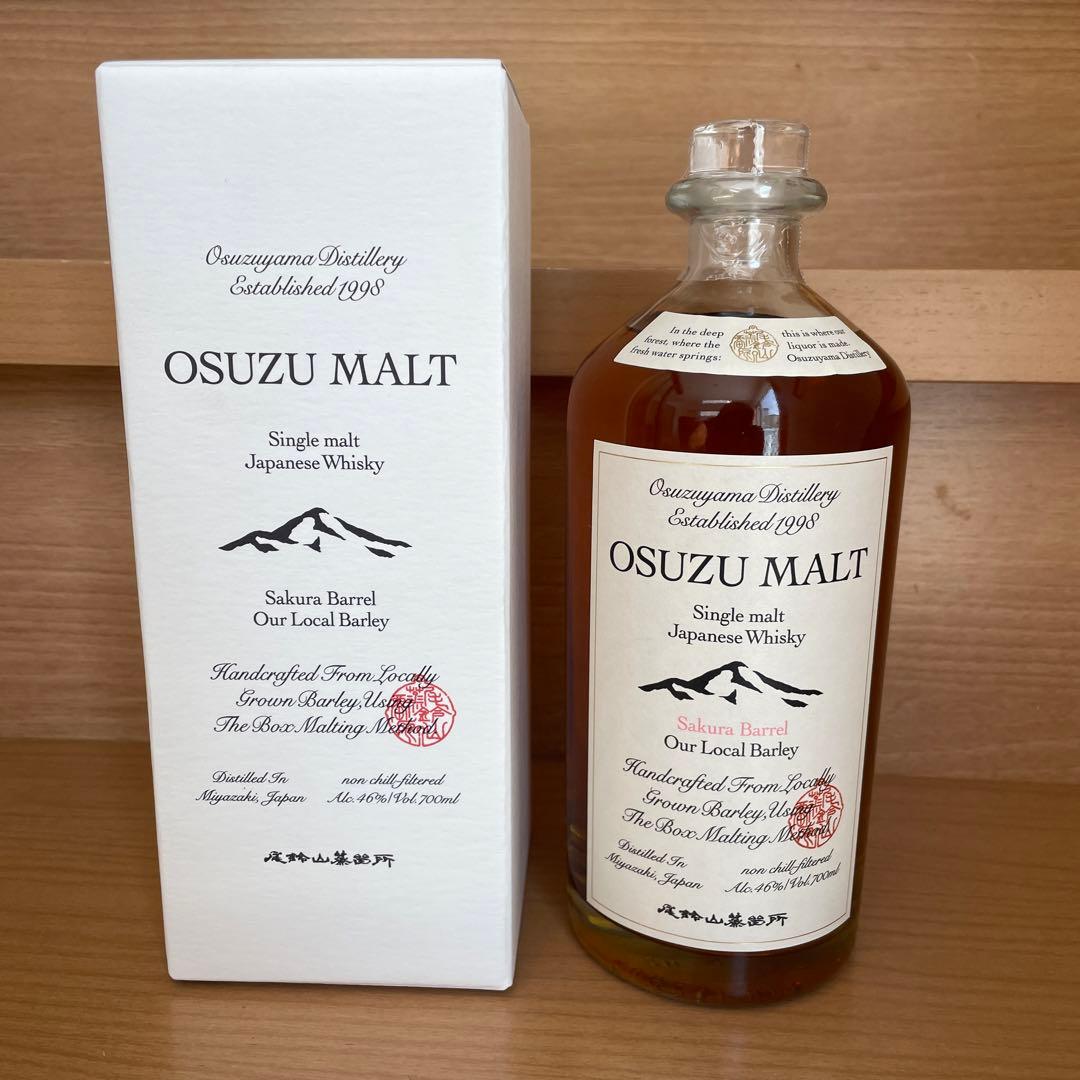 Osuzuyama Distillery
Established 1998
OSUZU MALT
Single malt
Japanese Whisky
Sakura Barrel
Our Local Barley
Handcrafted From Locally
Grown Barley, Using
The Box Malting Method.
Distilled In
Miyazaki, Japan
non chill-filtered
Alc. 46%/Vol. 700ml
尾鈴山蒸留所
In the deep
forest, where the
fresh water springs:
this is where our
liquor is made.
Osuzuyama Distillery
Osuzuyama Distillery
Established 1998
OSUZU MALT
Single malt
Japanese Whisky
Sakura Barrel
Our Local Barley
Handcrafted From Locally
Grown Barley, Using
The Box Malting Method.
Distilled In
Miyazaki, Japan
non chill-filtered
Alc. 46%/Vol. 700ml
尾鈴山蒸留所